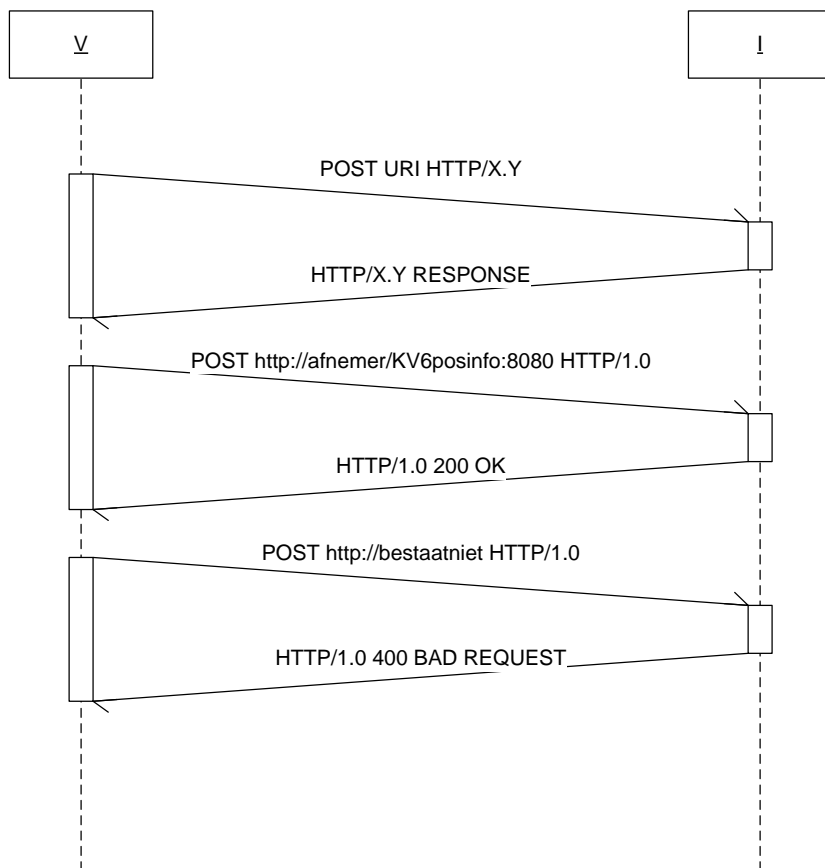 V
I
POST URI HTTP/X.Y
HTTP/X.Y RESPONSE
POST http://afnemer/KV6posinfo:8080 HTTP/1.0
HTTP/1.0 200 OK
POST http://bestaatniet HTTP/1.0
HTTP/1.0 400 BAD REQUEST